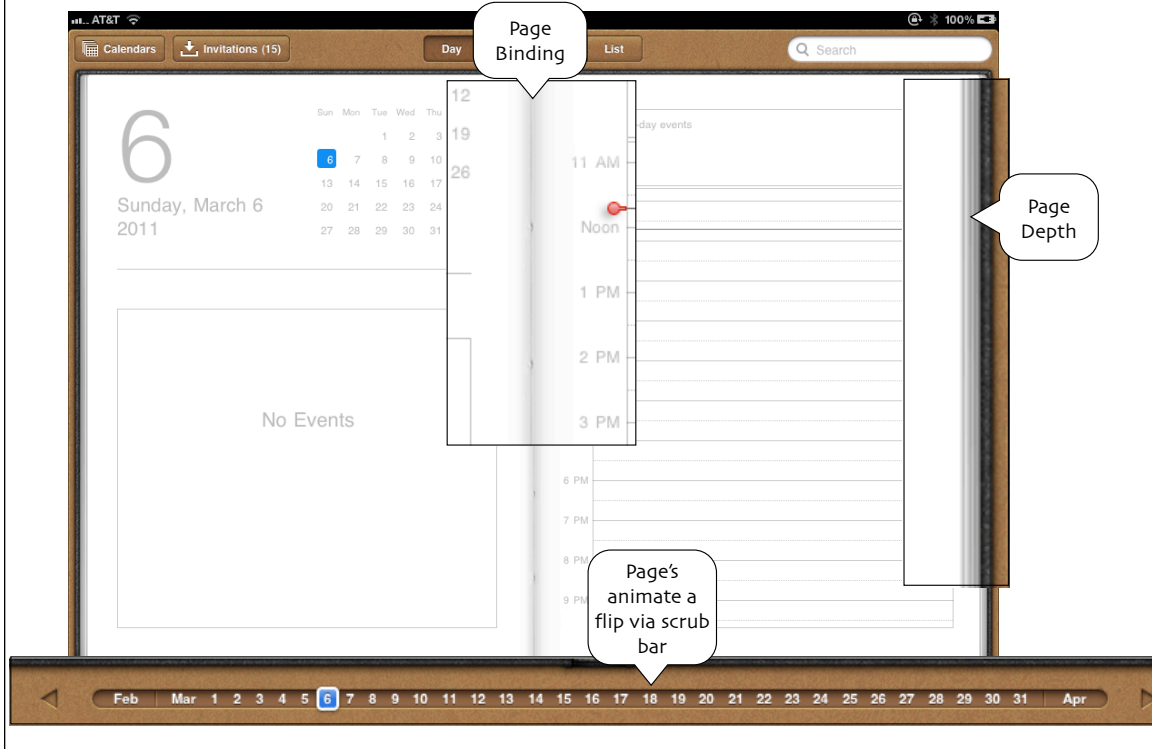 AT&T 100%
Calendars Invitations (15) Day List Search
Page
Binding
6
Sunday, March 6
2011
Sun Mon Tue Wed Thu
1 2 3
6 7 8 9 10
13 14 15 16 17
20 21 22 23 24
27 28 29 30 31
12
19
26
-day events
11 AM
Noon
1 PM
2 PM
3 PM
Page
Depth
No Events
6 PM
7 PM
8 PM
9 PM
Page's
animate a
flip via scrub
bar
Feb Mar 1 2 3 4 5 6 7 8 9 10 11 12 13 14 15 16 17 18 19 20 21 22 23 24 25 26 27 28 29 30 31 Apr